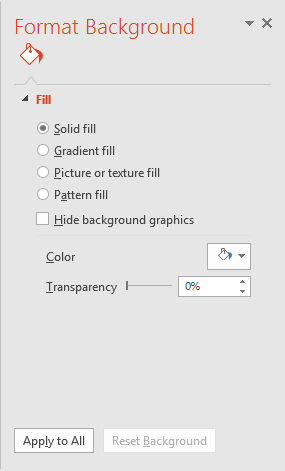 Format Background
Fill
Solid fill
Gradient fill
Picture or texture fill
Pattern fill
Hide background graphics
Color
Transparency 0%
Apply to All Reset Background